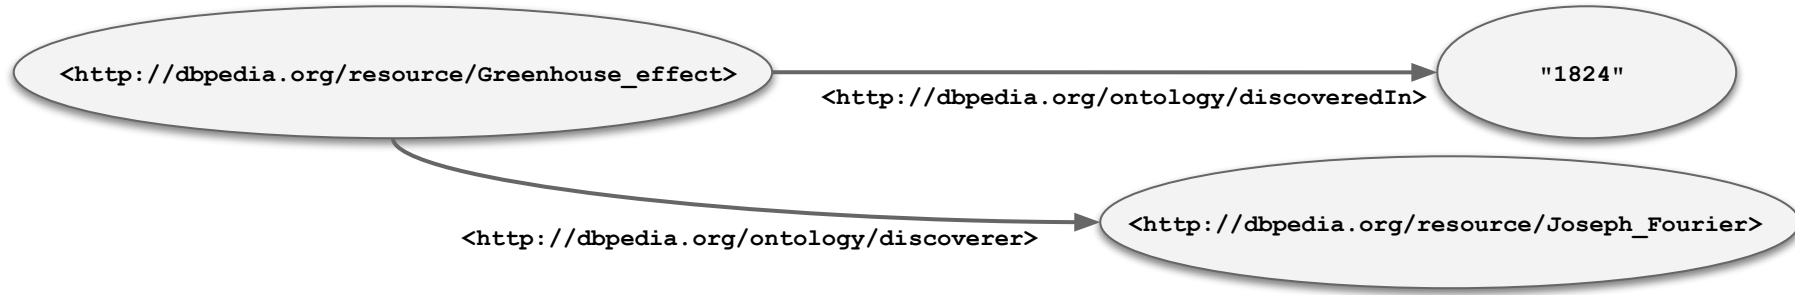 <http://dbpedia.org/resource/Greenhouse_effect>
"1824"
<http://dbpedia.org/ontology/discoveredIn>
<http://dbpedia.org/resource/Joseph_Fourier>
<http://dbpedia.org/ontology/discoverer>